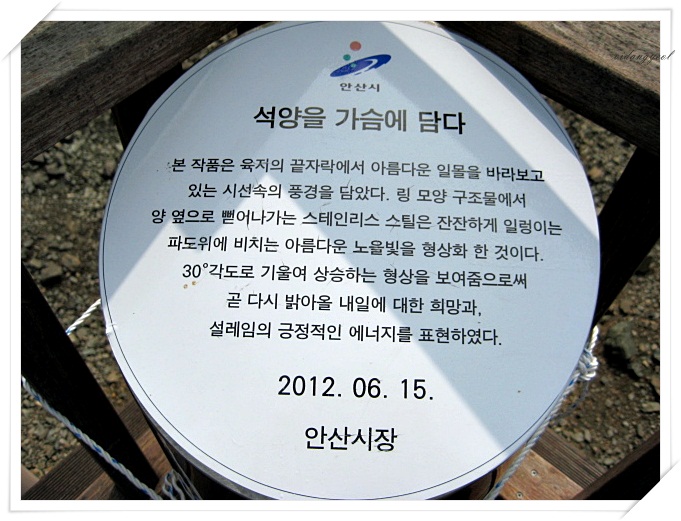 안산시
석양을 가슴에 담다
본 작품은 육저의 끝자락에서 아름다운 일몰을 바라보고
있는 시선속의 풍경을 담았다. 링 모양 구조물에서
양 옆으로 뻗어나가는 스테인리스 스틸은 잔잔하게 일렁이는
파도위에 비치는 아름다운 노을빛을 형상화 한 것이다.
30°각도로 기울여 상승하는 형상을 보여줌으로써
곧 다시 밝아올 내일에 대한 희망과,
설레임의 긍정적인 에너지를 표현하였다.
2012. 06. 15.
안산시장